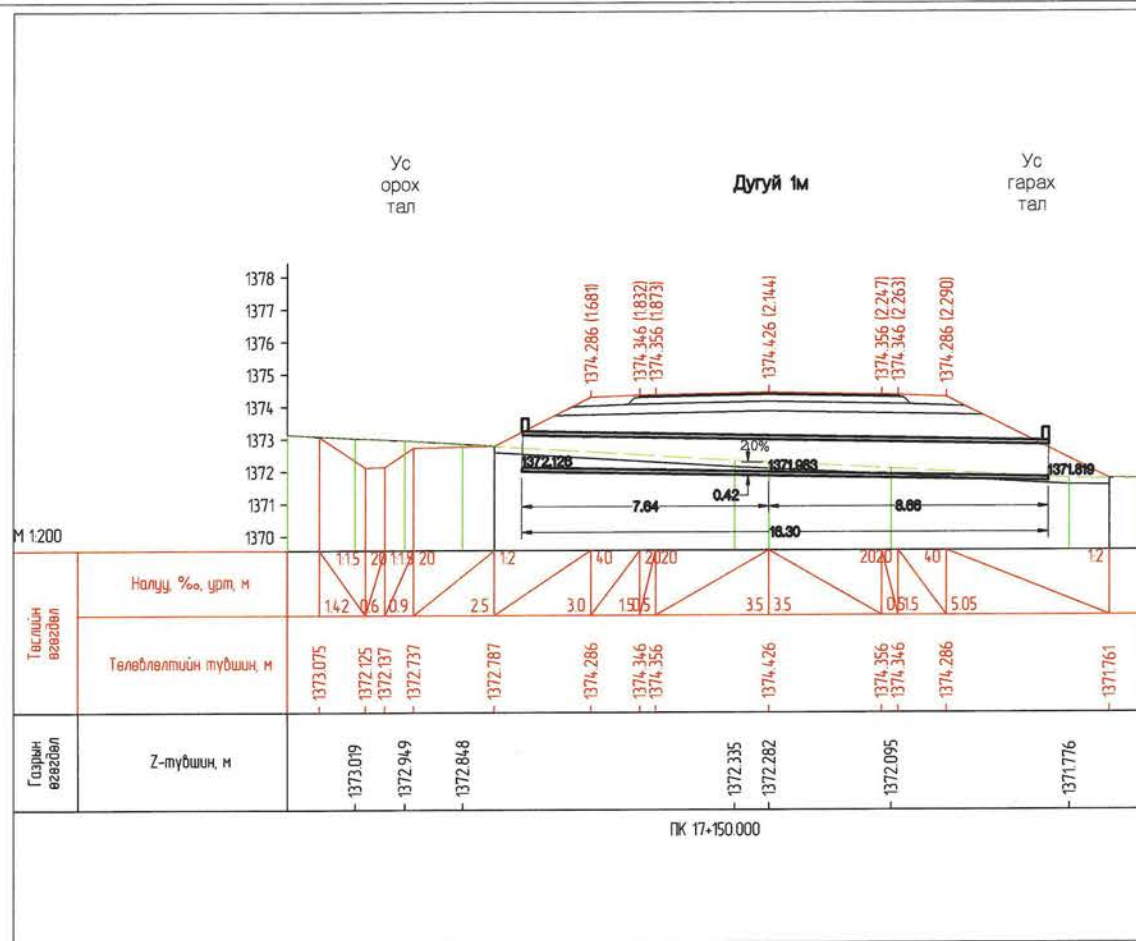 Ус
орох
тал
Дугуй 1м
Ус
гарах
тал
1378
1377
1376
1375
1374
1373
1372
1371
1370
1374.286 (1.681)
1374.346 (1.832)
1374.356 (1.873)
1374.426 (2.144)
1374.356 (2.247)
1374.346 (2.263)
1374.286 (2.290)
2.0%
1372.126
1371.983
1371.819
0.42
7.64
8.66
16.30
М 1:200
Төслийн
өгөгдөл
Налуу, ‰, урт, м
1:1.5 20 1:1.5 20 1:2 40 20 20 20 20 40 1:2
1.42 0.6 0.9 2.5 3.0 1.5 0.5 3.5 3.5 0.5 1.5 5.05
Төлөвлөлтийн түвшин, м
1373.075
1372.125
1372.137
1372.737
1372.787
1374.286
1374.346
1374.356
1374.426
1374.356
1374.346
1374.286
1371.761
Газрын
өгөгдөл
Z-түвшин, м
1373.019
1372.949
1372.848
1372.335
1372.282
1372.095
1371.776
ПК 17+150.000